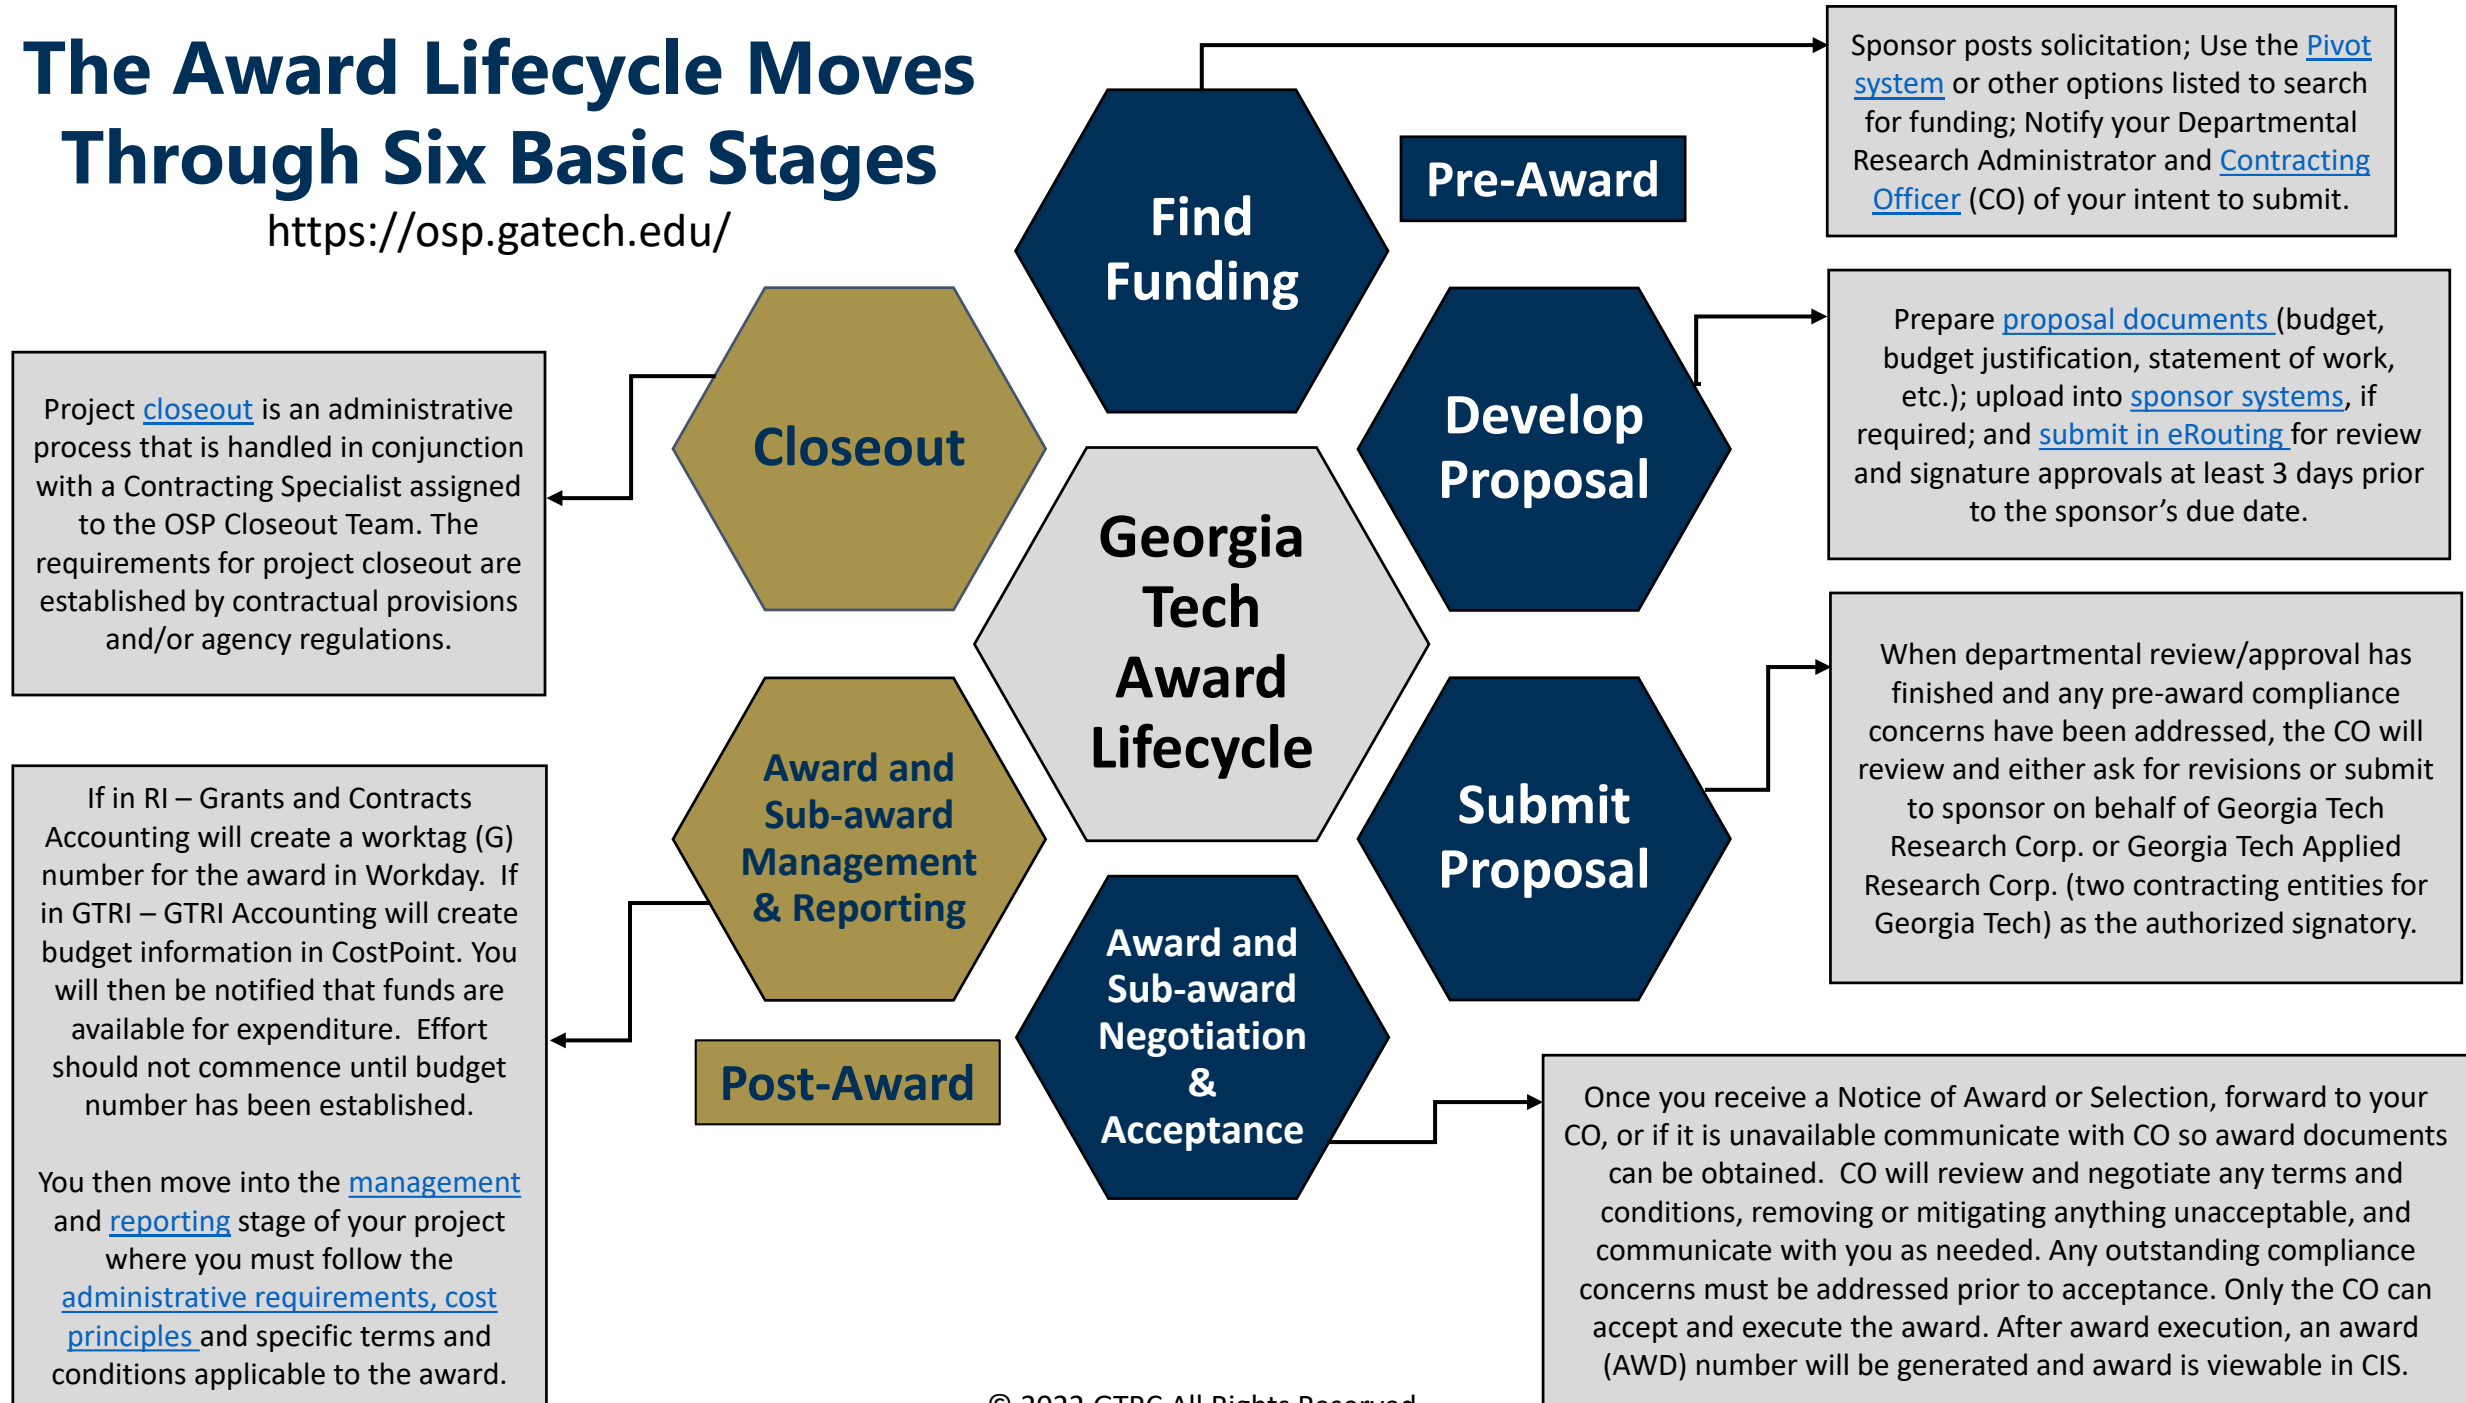 The Award Lifecycle Moves
Through Six Basic Stages
https://osp.gatech.edu/
Find
Funding
Pre-Award
Sponsor posts solicitation; Use the Pivot
system or other options listed to search
for funding; Notify your Departmental
Research Administrator and Contracting
Officer (CO) of your intent to submit.
Develop
Proposal
Prepare proposal documents (budget,
budget justification, statement of work,
etc.); upload into sponsor systems, if
required; and submit in eRouting for review
and signature approvals at least 3 days prior
to the sponsor’s due date.
Submit
Proposal
When departmental review/approval has
finished and any pre-award compliance
concerns have been addressed, the CO will
review and either ask for revisions or submit
to sponsor on behalf of Georgia Tech
Research Corp. or Georgia Tech Applied
Research Corp. (two contracting entities for
Georgia Tech) as the authorized signatory.
Georgia
Tech
Award
Lifecycle
Award and
Sub-award
Negotiation
&
Acceptance
Once you receive a Notice of Award or Selection, forward to your
CO, or if it is unavailable communicate with CO so award documents
can be obtained.  CO will review and negotiate any terms and
conditions, removing or mitigating anything unacceptable, and
communicate with you as needed. Any outstanding compliance
concerns must be addressed prior to acceptance. Only the CO can
accept and execute the award. After award execution, an award
(AWD) number will be generated and award is viewable in CIS.
Award and
Sub-award
Management
& Reporting
Post-Award
If in RI – Grants and Contracts
Accounting will create a worktag (G)
number for the award in Workday.  If
in GTRI – GTRI Accounting will create
budget information in CostPoint. You
will then be notified that funds are
available for expenditure.  Effort
should not commence until budget
number has been established.
You then move into the management
and reporting stage of your project
where you must follow the
administrative requirements, cost
principles and specific terms and
conditions applicable to the award.
Closeout
Project closeout is an administrative
process that is handled in conjunction
with a Contracting Specialist assigned
to the OSP Closeout Team. The
requirements for project closeout are
established by contractual provisions
and/or agency regulations.
GTRC All Rights Reserved